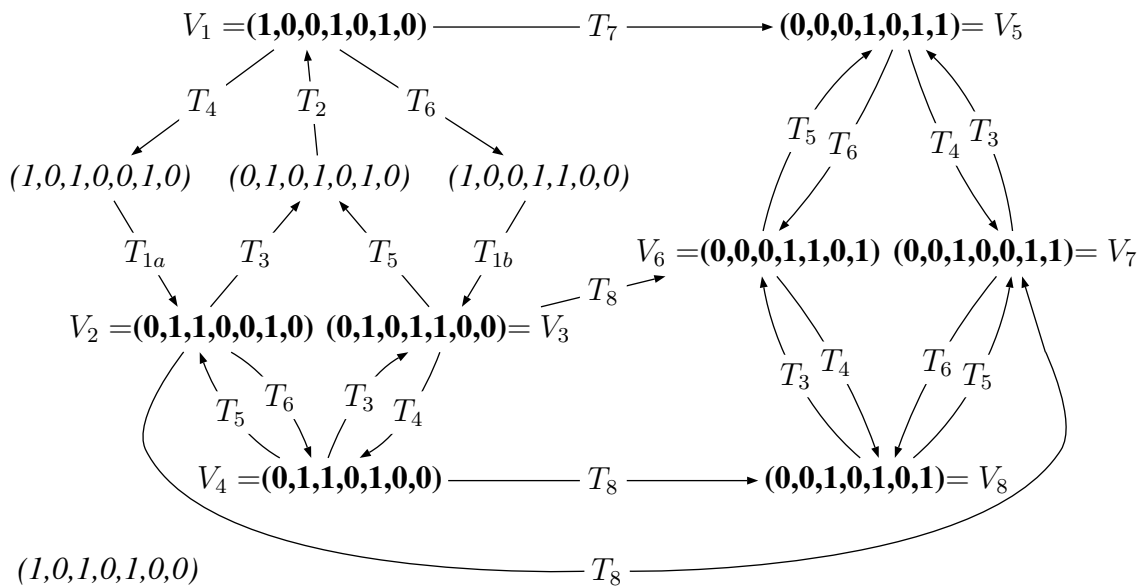 V1 =(1,0,0,1,0,1,0) T7 (0,0,0,1,0,1,1)= V5
T4 T2 T6
T5 T6 T4 T3
(1,0,1,0,0,1,0) (0,1,0,1,0,1,0) (1,0,0,1,1,0,0)
T1a T3 T5 T1b
V6 =(0,0,0,1,1,0,1) (0,0,1,0,0,1,1)= V7
T8
V2 =(0,1,1,0,0,1,0) (0,1,0,1,1,0,0)= V3
T3 T4 T6 T5
T5 T6 T3 T4
V4 =(0,1,1,0,1,0,0) T8 (0,0,1,0,1,0,1)= V8
(1,0,1,0,1,0,0) T8